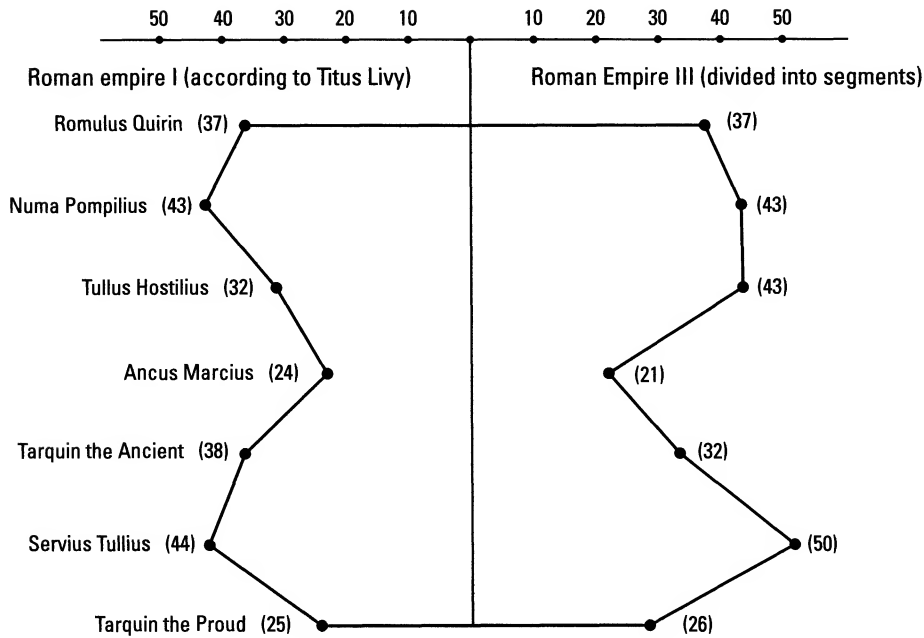 50 40 30 20 10 10 20 30 40 50
Roman empire I (according to Titus Livy) Roman Empire III (divided into segments)
Romulus Quirin (37) (37)
Numa Pompilius (43) (43)
Tullus Hostilius (32) (43)
Ancus Marcius (24) (21)
Tarquin the Ancient (38) (32)
Servius Tullius (44) (50)
Tarquin the Proud (25) (26)